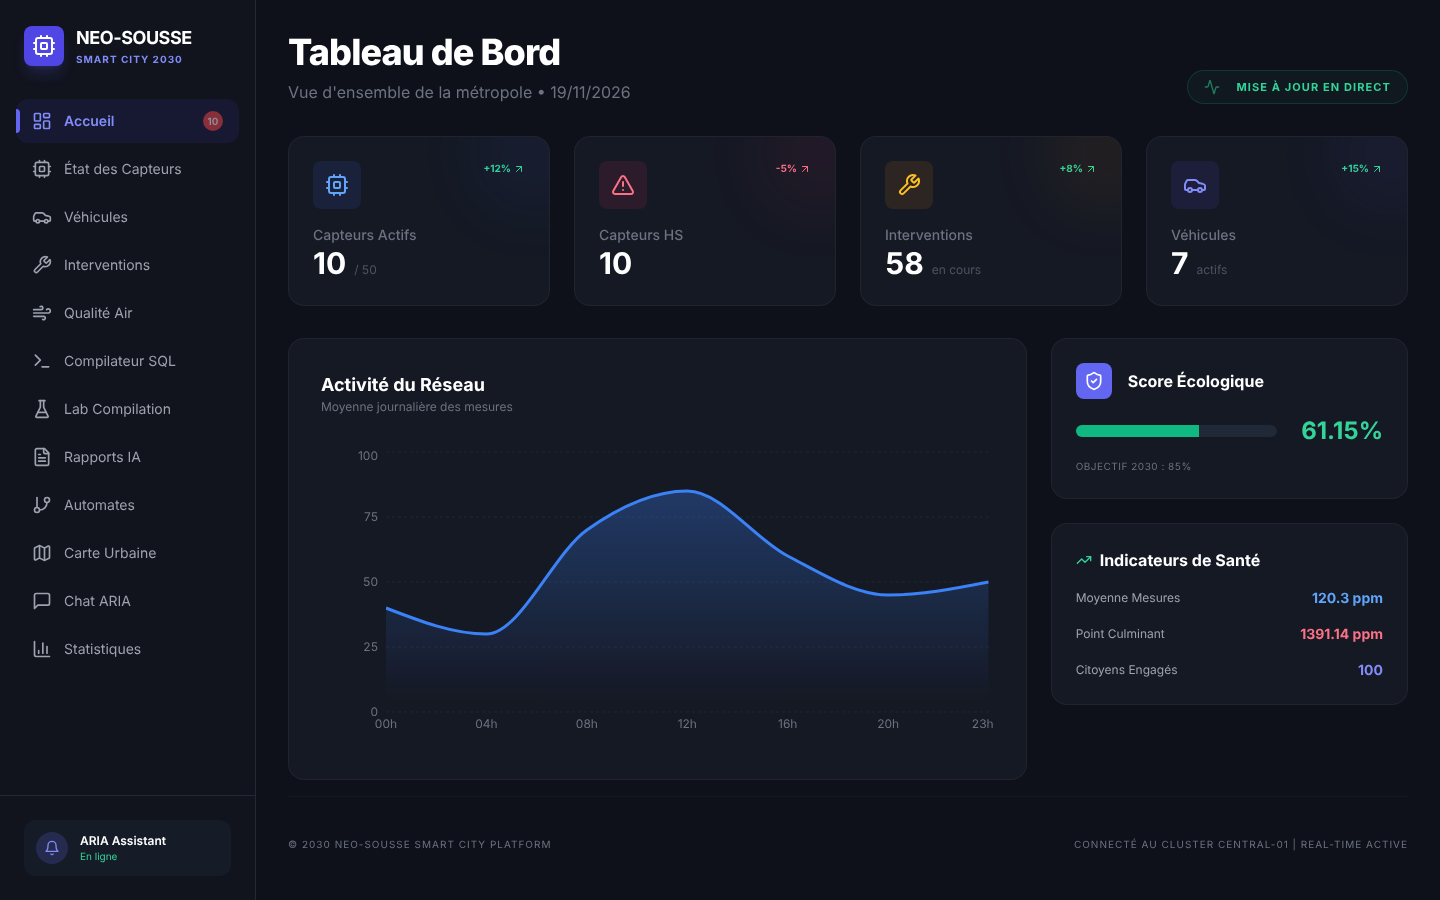 NEO-SOUSSE
SMART CITY 2030
Accueil
10
État des Capteurs
Véhicules
Interventions
Qualité Air
Compilateur SQL
Lab Compilation
Rapports IA
Automates
Carte Urbaine
Chat ARIA
Statistiques
ARIA Assistant
En ligne
Tableau de Bord
Vue d'ensemble de la métropole • 19/11/2026
MISE À JOUR EN DIRECT
+12%
Capteurs Actifs
10 / 50
-5%
Capteurs HS
10
+8%
Interventions
58 en cours
+15%
Véhicules
7 actifs
Activité du Réseau
Moyenne journalière des mesures
100
75
50
25
0
00h 04h 08h 12h 16h 20h 23h
Score Écologique
61.15%
OBJECTIF 2030 : 85%
Indicateurs de Santé
Moyenne Mesures 120.3 ppm
Point Culminant 1391.14 ppm
Citoyens Engagés 100
© 2030 NEO-SOUSSE SMART CITY PLATFORM
CONNECTÉ AU CLUSTER CENTRAL-01 | REAL-TIME ACTIVE